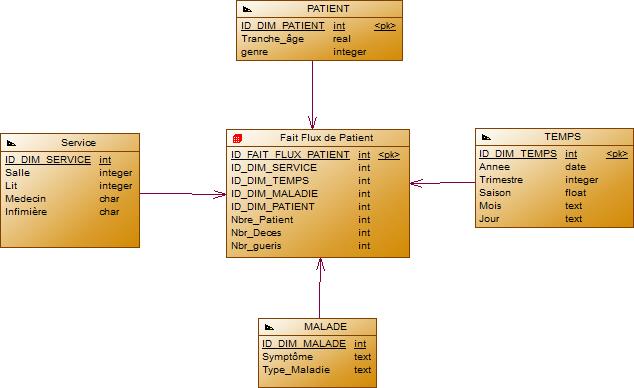 PATIENT
ID_DIM_PATIENT int <pk>
Tranche_âge real
genre integer
Service
ID_DIM_SERVICE int
Salle integer
Lit integer
Medecin char
Infimière char
Fait Flux de Patient
ID_FAIT_FLUX_PATIENT int <pk>
ID_DIM_SERVICE int
ID_DIM_TEMPS int
ID_DIM_MALADIE int
ID_DIM_PATIENT int
Nbre_Patient int
Nbr_Deces int
Nbr_gueris int
TEMPS
ID_DIM_TEMPS int <pk>
Annee date
Trimestre integer
Saison float
Mois text
Jour text
MALADE
ID_DIM_MALADE int
Symptôme text
Type_Maladie text